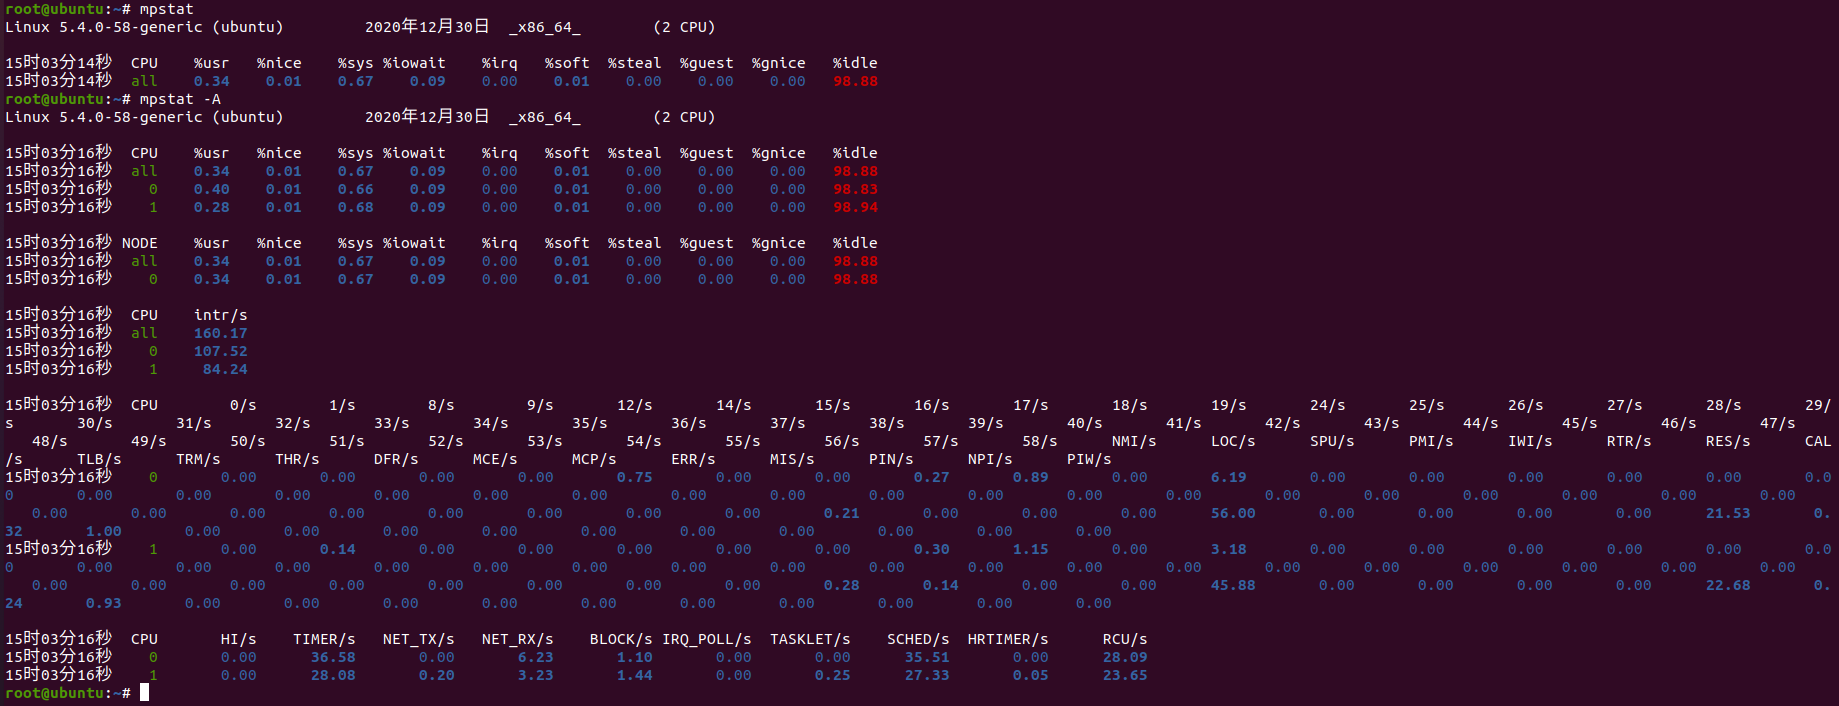 root@ubuntu:~# mpstat
Linux 5.4.0-58-generic (ubuntu) 2020年12月30日 _x86_64_ (2 CPU)
15时03分14秒 CPU %usr %nice %sys %iowait %irq %soft %steal %guest %gnice %idle
15时03分14秒 all 0.34 0.01 0.67 0.09 0.00 0.01 0.00 0.00 0.00 98.88
root@ubuntu:~# mpstat -A
Linux 5.4.0-58-generic (ubuntu) 2020年12月30日 _x86_64_ (2 CPU)
15时03分16秒 CPU %usr %nice %sys %iowait %irq %soft %steal %guest %gnice %idle
15时03分16秒 all 0.34 0.01 0.67 0.09 0.00 0.01 0.00 0.00 0.00 98.88
15时03分16秒 0 0.40 0.01 0.66 0.09 0.00 0.01 0.00 0.00 0.00 98.83
15时03分16秒 1 0.28 0.01 0.68 0.09 0.00 0.01 0.00 0.00 0.00 98.94
15时03分16秒 NODE %usr %nice %sys %iowait %irq %soft %steal %guest %gnice %idle
15时03分16秒 all 0.34 0.01 0.67 0.09 0.00 0.01 0.00 0.00 0.00 98.88
15时03分16秒 0 0.34 0.01 0.67 0.09 0.00 0.01 0.00 0.00 0.00 98.88
15时03分16秒 CPU intr/s
15时03分16秒 all 160.17
15时03分16秒 0 107.52
15时03分16秒 1 84.24
15时03分16秒 CPU 0/s 1/s 8/s 9/s 12/s 14/s 15/s 16/s 17/s 18/s 19/s 24/s 25/s 26/s 27/s 28/s 29/
s 30/s 31/s 32/s 33/s 34/s 35/s 36/s 37/s 38/s 39/s 40/s 41/s 42/s 43/s 44/s 45/s 46/s 47/s
48/s 49/s 50/s 51/s 52/s 53/s 54/s 55/s 56/s 57/s 58/s NMI/s LOC/s SPU/s PMI/s IWI/s RTR/s RES/s CAL
/s TLB/s TRM/s THR/s DFR/s MCE/s MCP/s ERR/s MIS/s PIN/s NPI/s PIW/s
15时03分16秒 0 0.00 0.00 0.00 0.00 0.75 0.00 0.00 0.27 0.89 0.00 6.19 0.00 0.00 0.00 0.00 0.00 0.0
0 0.00 0.00 0.00 0.00 0.00 0.00 0.00 0.00 0.00 0.00 0.00 0.00 0.00 0.00 0.00 0.00 0.00 0.00
0.00 0.00 0.00 0.00 0.00 0.00 0.00 0.00 0.21 0.00 0.00 0.00 56.00 0.00 0.00 0.00 0.00 21.53 0.
32 1.00 0.00 0.00 0.00 0.00 0.00 0.00 0.00 0.00 0.00 0.00
15时03分16秒 1 0.00 0.14 0.00 0.00 0.00 0.00 0.00 0.30 1.15 0.00 3.18 0.00 0.00 0.00 0.00 0.00 0.0
0 0.00 0.00 0.00 0.00 0.00 0.00 0.00 0.00 0.00 0.00 0.00 0.00 0.00 0.00 0.00 0.00 0.00 0.00
0.00 0.00 0.00 0.00 0.00 0.00 0.00 0.00 0.28 0.14 0.00 0.00 45.88 0.00 0.00 0.00 0.00 22.68 0.
24 0.93 0.00 0.00 0.00 0.00 0.00 0.00 0.00 0.00 0.00 0.00
15时03分16秒 CPU HI/s TIMER/s NET_TX/s NET_RX/s BLOCK/s IRQ_POLL/s TASKLET/s SCHED/s HRTIMER/s RCU/s
15时03分16秒 0 0.00 36.58 0.00 6.23 1.10 0.00 0.00 35.51 0.00 28.09
15时03分16秒 1 0.00 28.08 0.20 3.23 1.44 0.00 0.25 27.33 0.05 23.65
root@ubuntu:~#